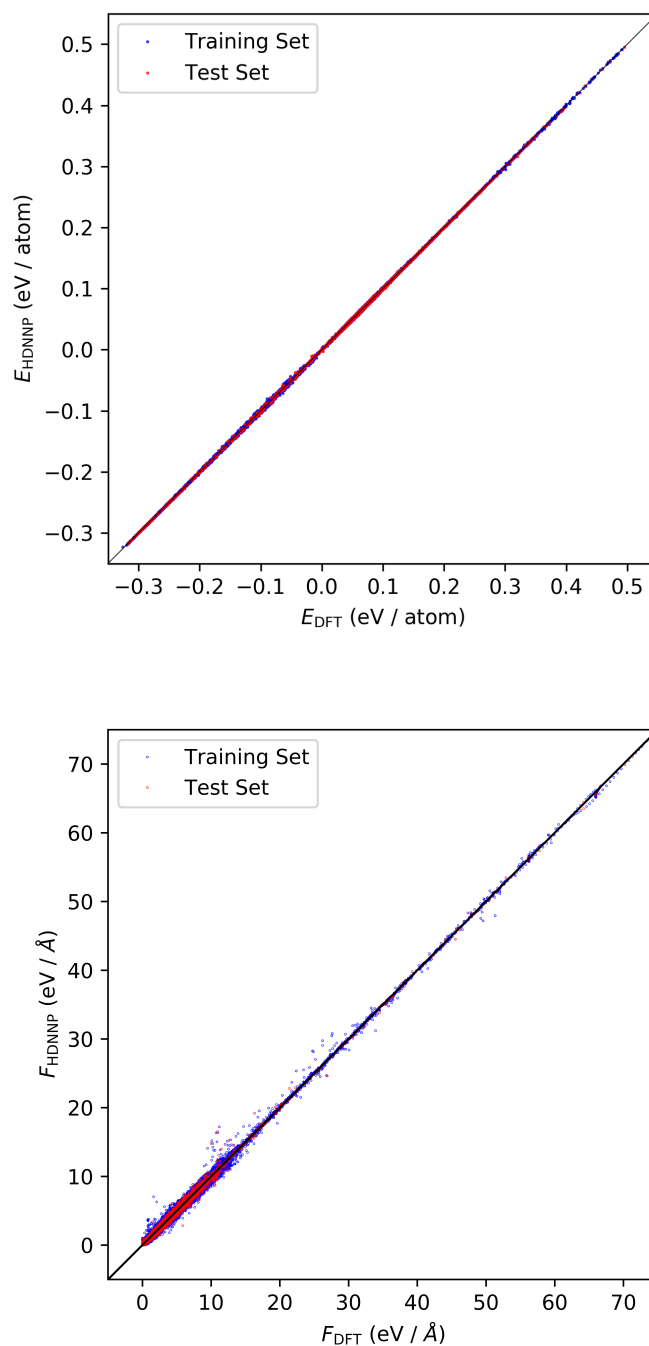 0.5
0.4
0.3
0.2
0.1
0.0
−0.1
−0.2
−0.3
E_HDNNP (eV / atom)
Training Set
Test Set
−0.3 −0.2 −0.1 0.0 0.1 0.2 0.3 0.4 0.5
E_DFT (eV / atom)
70
60
50
40
30
20
10
0
F_HDNNP (eV / Å)
Training Set
Test Set
0 10 20 30 40 50 60 70
F_DFT (eV / Å)